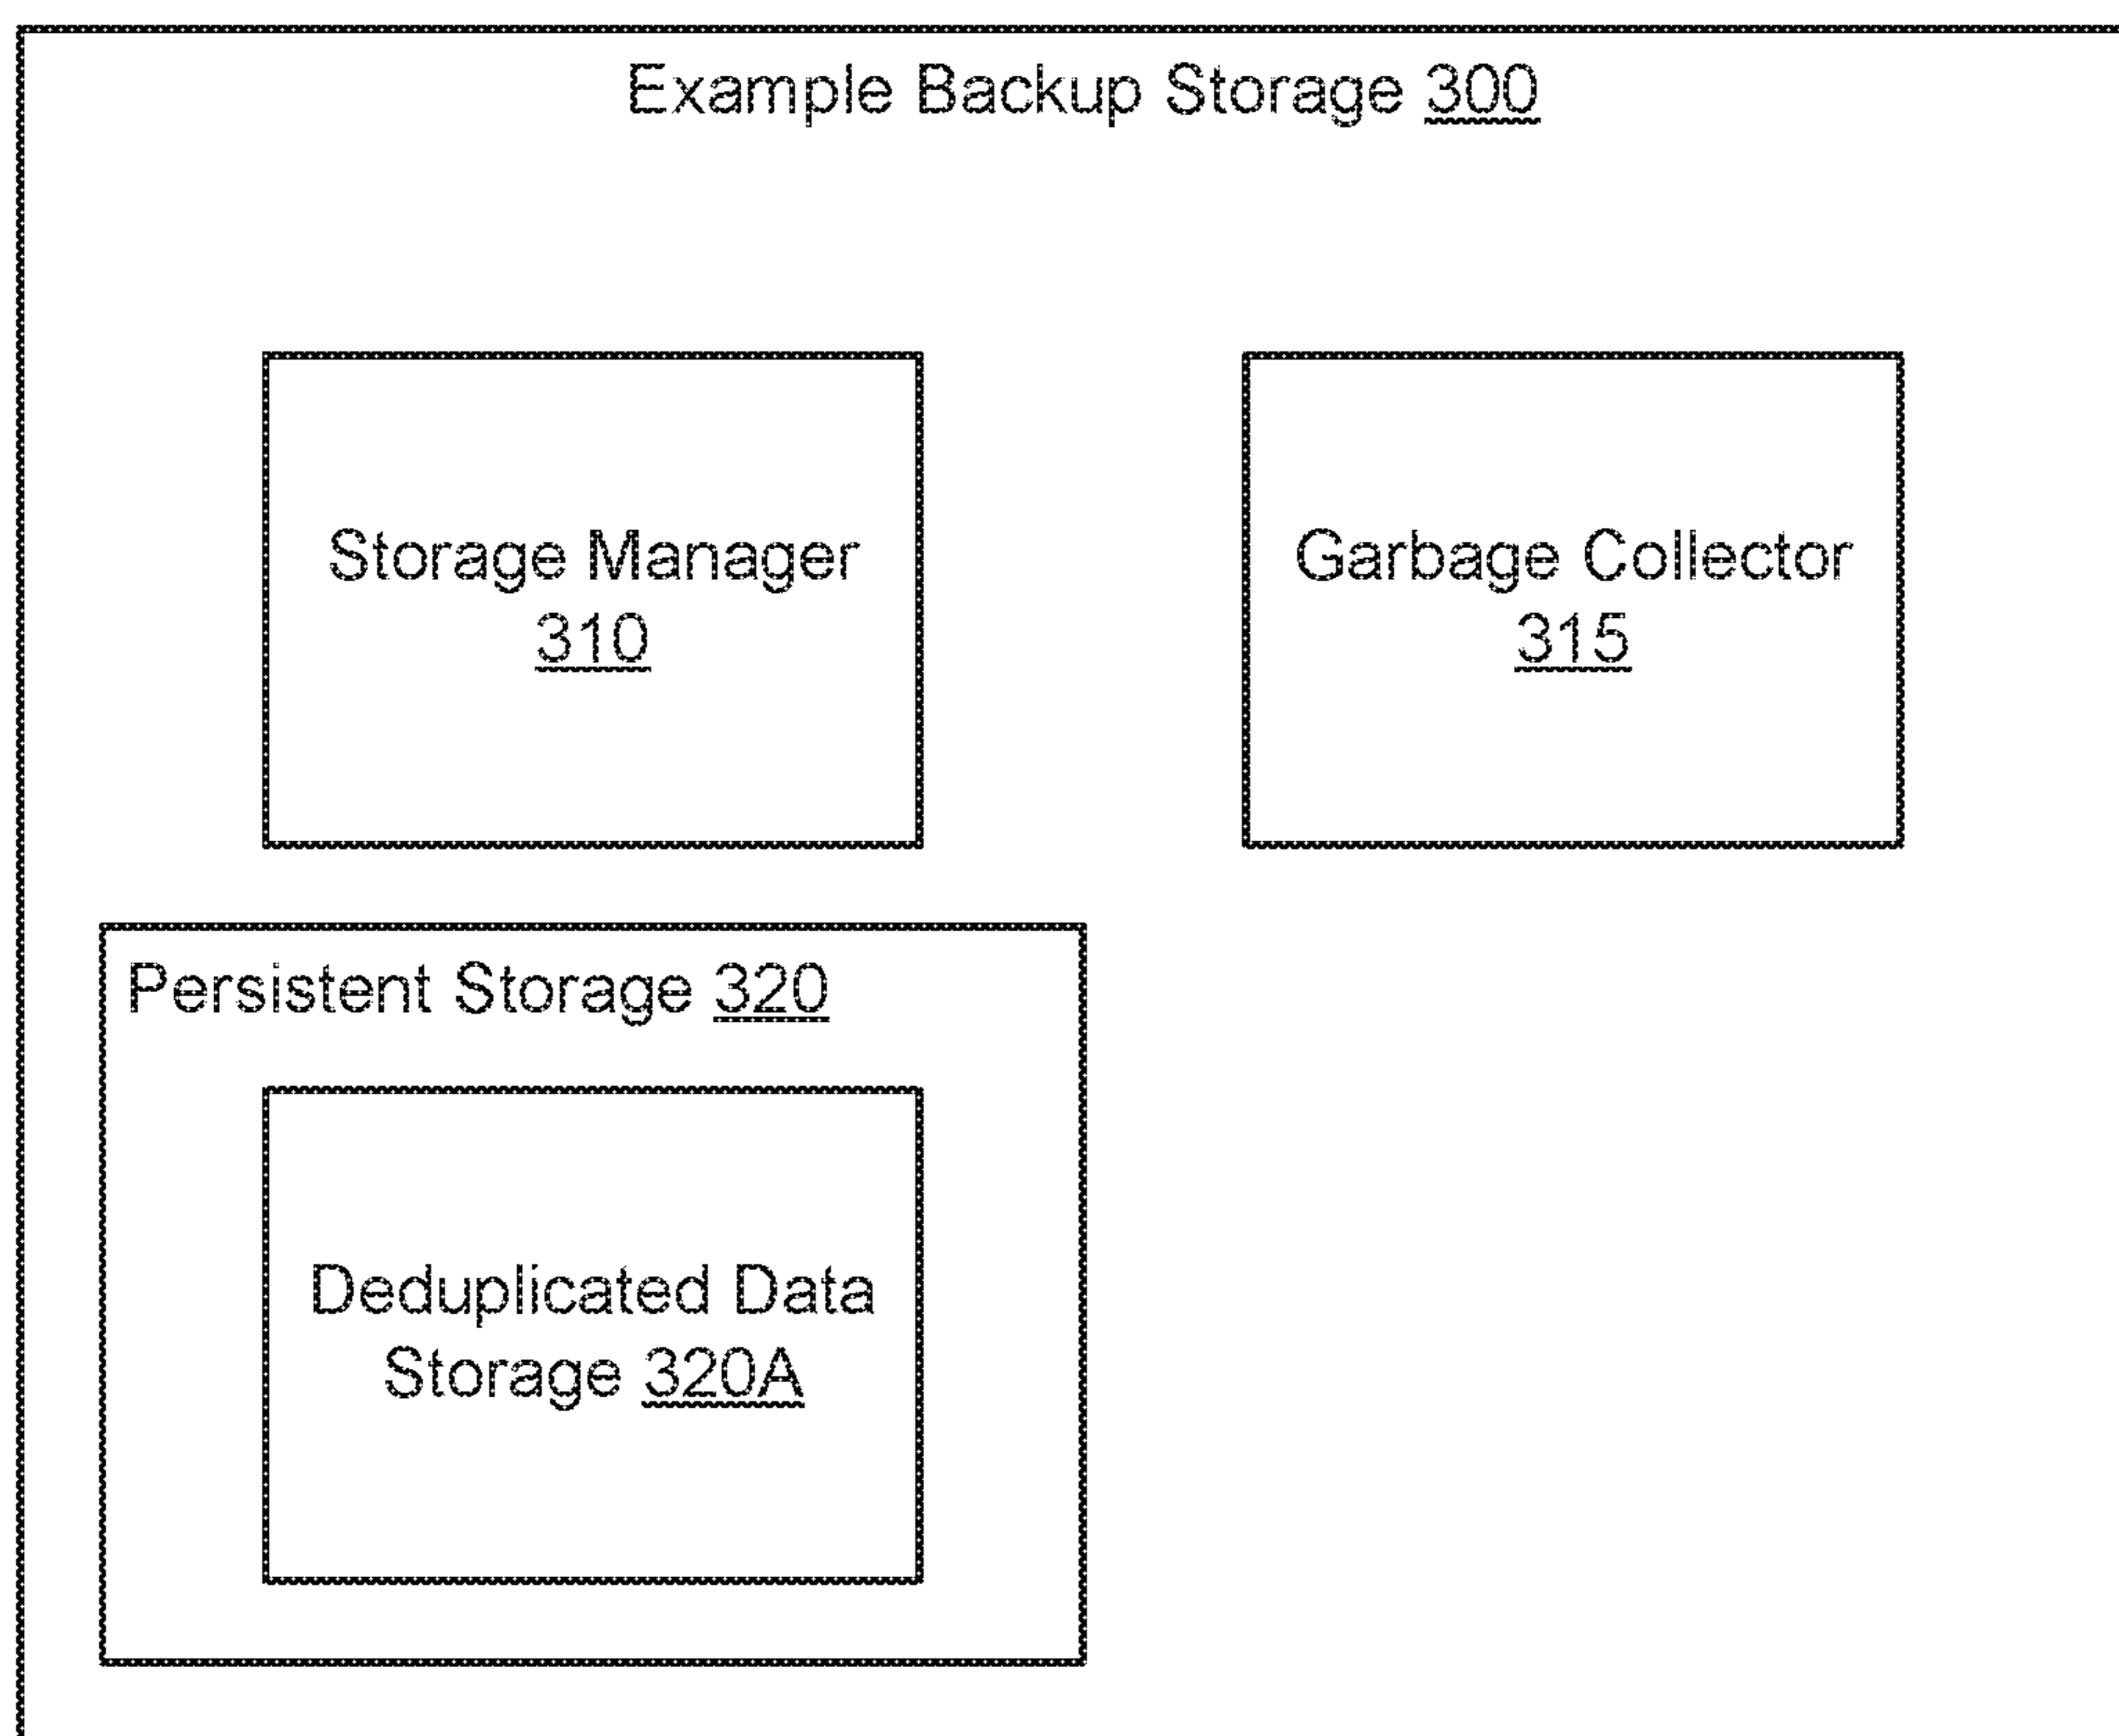 Example Backup Storage 300
Storage Manager
310
Garbage Collector
315
Persistent Storage 320
Deduplicated Data
Storage 320A